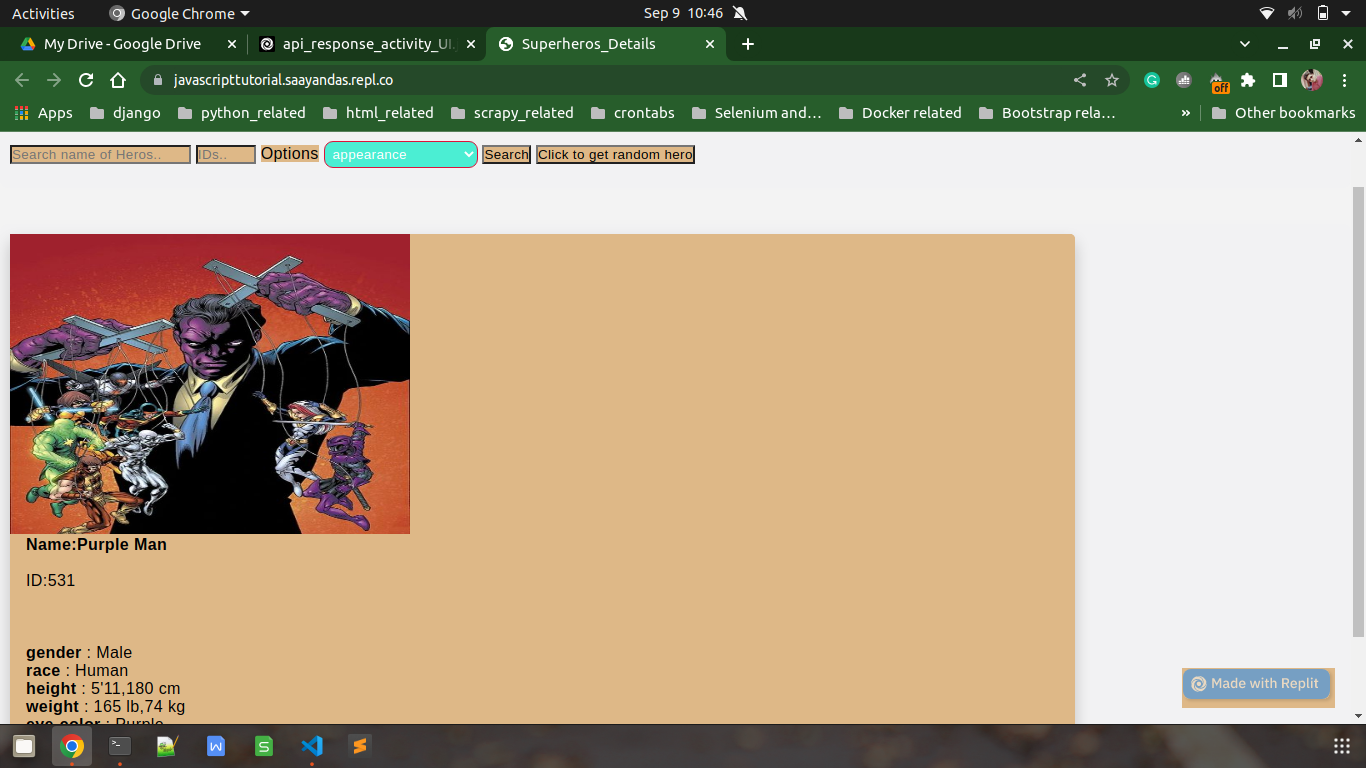 Activities Google Chrome Sep 9 10:46
My Drive - Google Drive api_response_activity_UI. Superheros_Details
javascripttutorial.saayandas.repl.co off
Apps django python_related html_related scrapy_related crontabs Selenium and… Docker related Bootstrap rela… » Other bookmarks
Search name of Heros.. IDs.. Options appearance Search Click to get random hero
Name:Purple Man
ID:531
gender : Male
race : Human
height : 5'11,180 cm
weight : 165 lb,74 kg
eye-color : Purple
Made with Replit